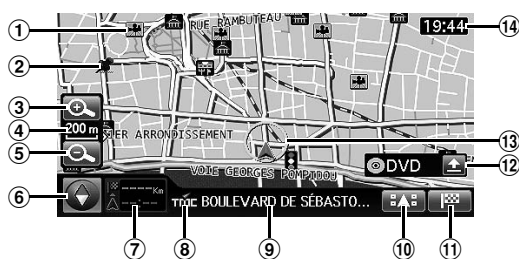 ①
RUE RAMBUTEAU
19:44
⑭
②
③
④
200 m
IER ARRONDISSEMENT
⑬
⑤
VOIE GEORGES POMPIDOU
DVD
⑫
⑥
-----Km
--:--
TMC BOULEVARD DE SÉBASTO...
⑦
⑧
⑨
⑩
⑪